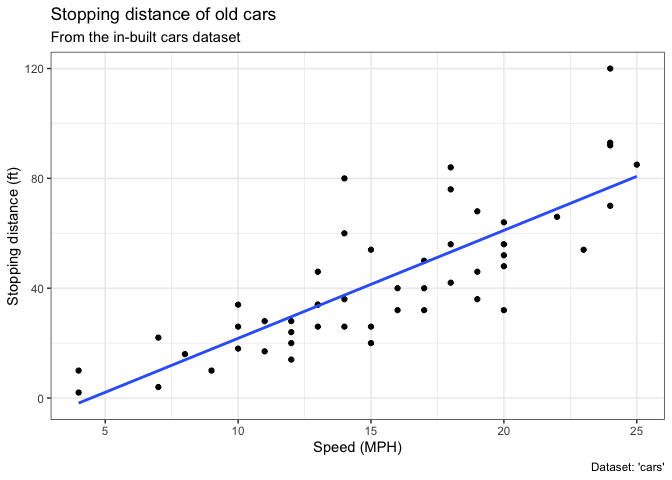 Stopping distance of old cars
From the in-built cars dataset
Stopping distance (ft)
120
80
40
0
5 10 15 20 25
Speed (MPH)
Dataset: 'cars'